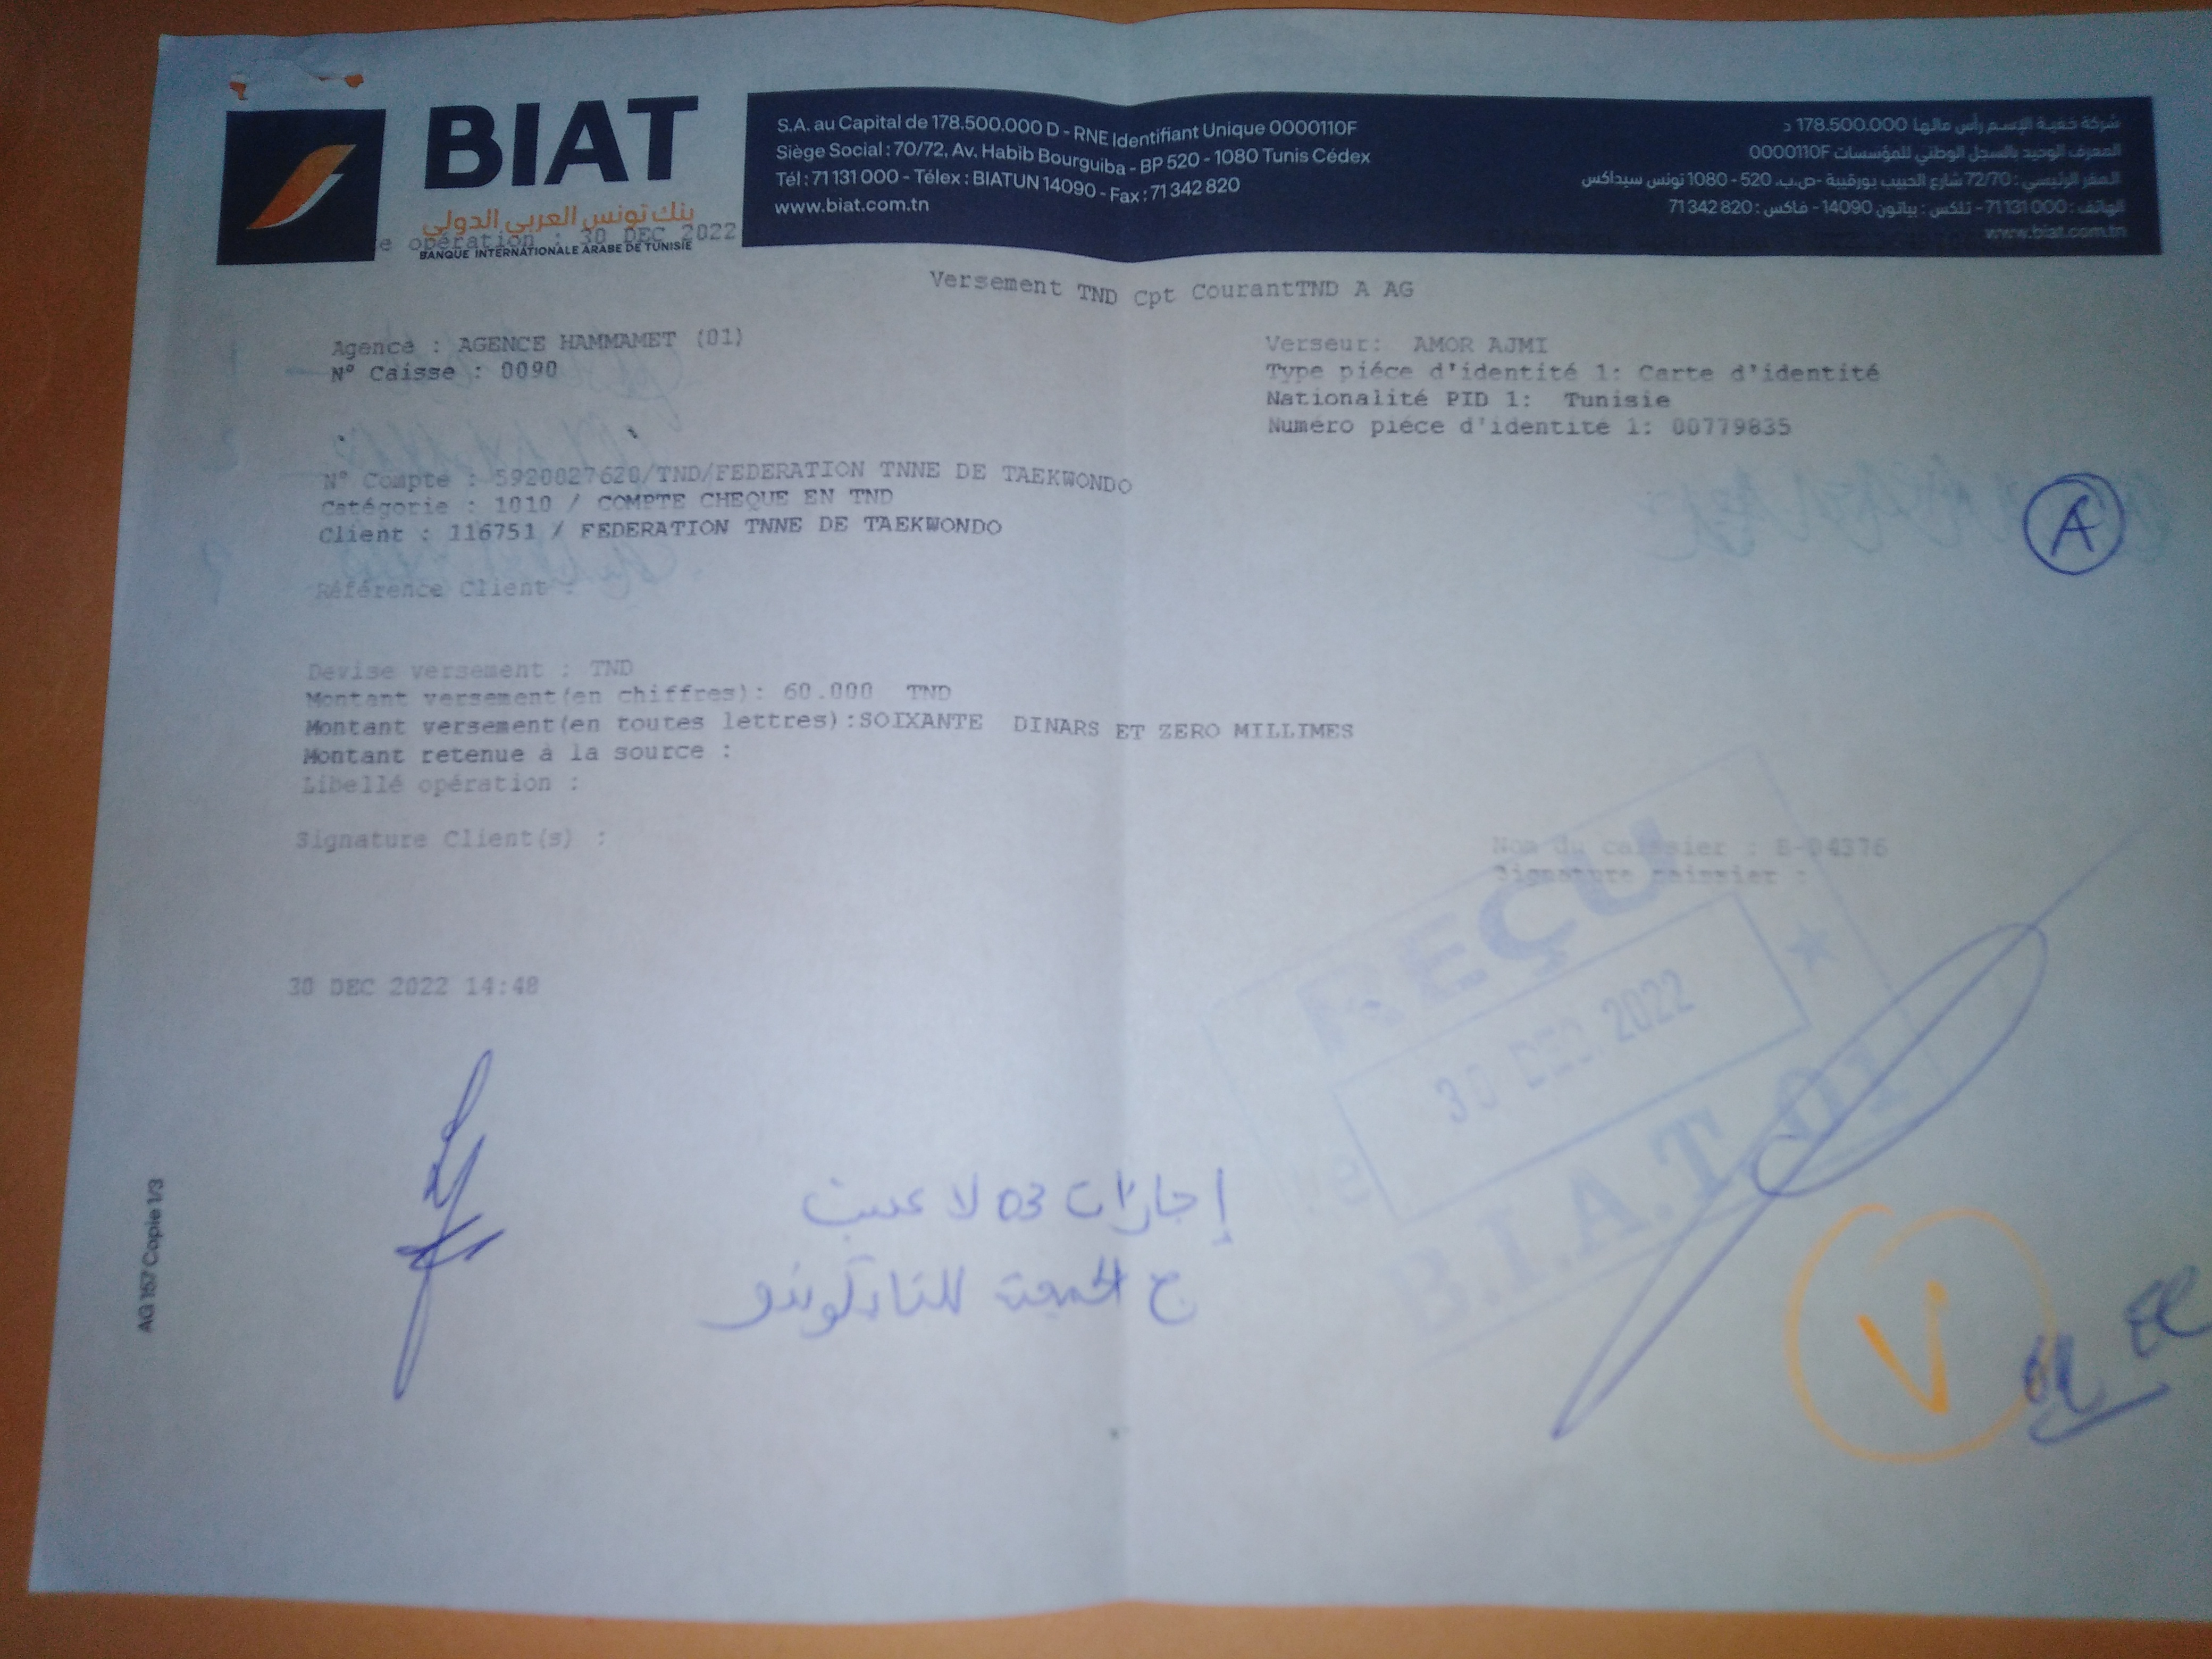 BIAT
بنك تونس العربي الدولي
e opération : 30 DEC 2022
BANQUE INTERNATIONALE ARABE DE TUNISIE
S.A. au Capital de 178.500.000 D - RNE Identifiant Unique 0000110F
Siège Social : 70/72, Av. Habib Bourguiba - BP 520 - 1080 Tunis Cédex
Tél : 71 131 000 - Télex : BIATUN 14090 - Fax : 71 342 820
www.biat.com.tn
شركة خفية الإسم رأس مالها 178.500.000 د
المعرف الوحيد بالسجل الوطني للمؤسسات 0000110F
المقر الرئيسي : 72/70 شارع الحبيب بورقيبة -ص.ب. 520 - 1080 تونس سيداكس
الهاتف : 71 131 000 - تلكس : بياتون 14090 - فاكس : 71 342 820
www.biat.com.tn
Versement TND Cpt CourantTND A AG
Agence : AGENCE HAMMAMET (01)
N° Caisse : 0090
Verseur: AMOR AJMI
Type piéce d'identité 1: Carte d'identité
Nationalité PID 1: Tunisie
Numéro piéce d'identité 1: 00779835
N° Compte : 5920027620/TND/FEDERATION TNNE DE TAEKWONDO
Catégorie : 1010 / COMPTE CHEQUE EN TND
Client : 116751 / FEDERATION TNNE DE TAEKWONDO
A
Référence Client :
Devise versement : TND
Montant versement(en chiffres): 60.000 TND
Montant versement(en toutes lettres):SOIXANTE DINARS ET ZERO MILLIMES
Montant retenue à la source :
Libellé opération :
Signature Client(s) :
Nom du caissier : E-04376
Signature caissier :
30 DEC 2022 14:48
REÇU
30 DEC. 2022
B.I.A.T. 01
إجازات 03 لاعبين
ج للتايكوندو
V
AG 157 Copie 1/3